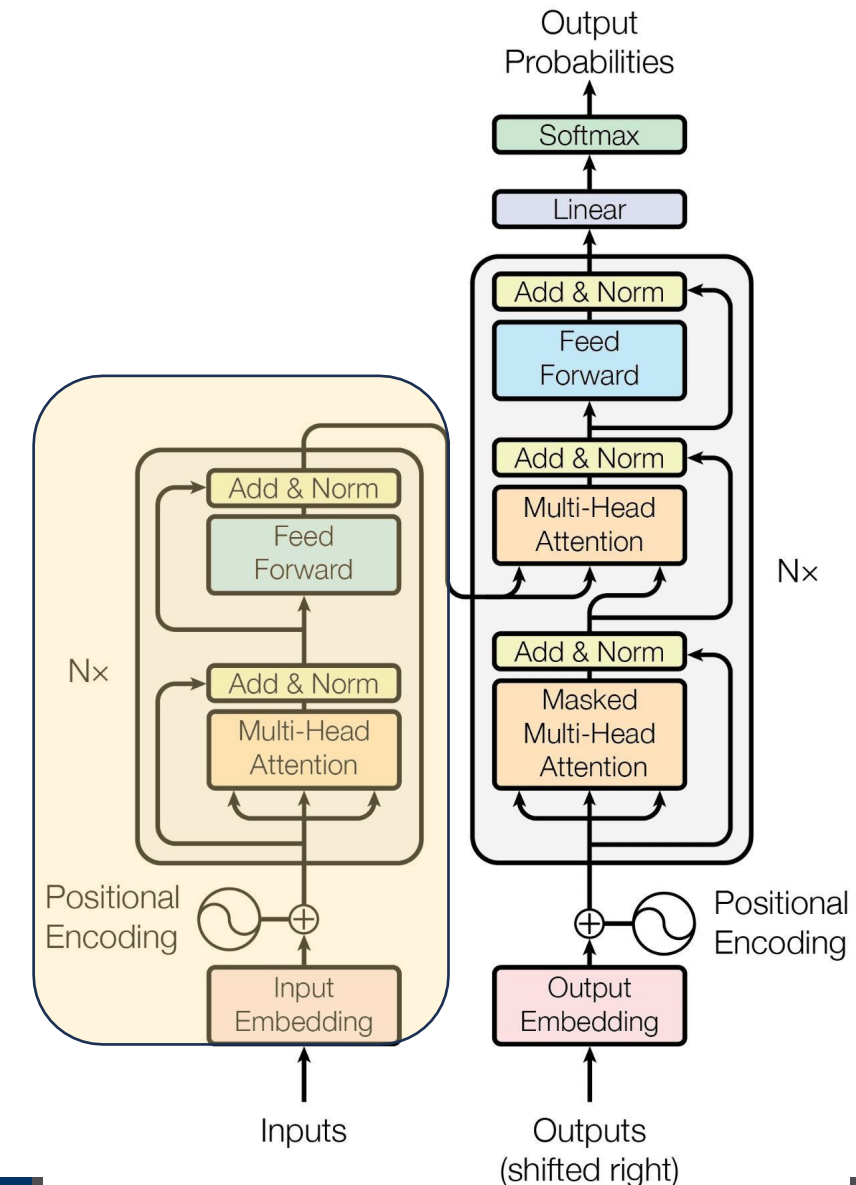 Output
Probabilities
Softmax
Linear
Add & Norm
Feed
Forward
Add & Norm
Multi-Head
Attention
N×
Add & Norm
Masked
Multi-Head
Attention
Positional
Encoding
Output
Embedding
Outputs
(shifted right)
Add & Norm
Feed
Forward
N×
Add & Norm
Multi-Head
Attention
Positional
Encoding
Input
Embedding
Inputs